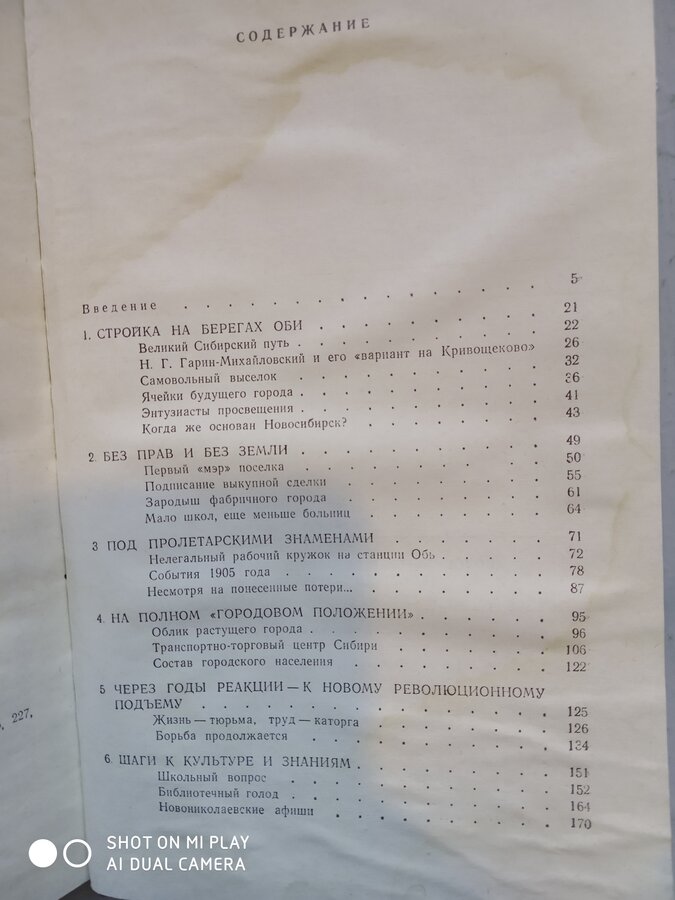 СОДЕРЖАНИЕ
Введение . . . . . . . . . . . . . . 5
1. СТРОЙКА НА БЕРЕГАХ ОБИ . . . . . . . . . 21
Великий Сибирский путь . . . . . . . . . 22
Н. Г. Гарин-Михайловский и его «вариант на Кривощеково» 26
Самовольный выселок . . . . . . . . . . 32
Ячейки будущего города . . . . . . . . . 36
Энтузиасты просвещения . . . . . . . . . 41
Когда же основан Новосибирск? . . . . . . . 43
2. БЕЗ ПРАВ И БЕЗ ЗЕМЛИ . . . . . . . . . 49
Первый «мэр» поселка . . . . . . . . . 50
Подписание выкупной сделки . . . . . . . . 55
Зародыш фабричного города . . . . . . . . 61
Мало школ, еще меньше больниц . . . . . . . 64
3 ПОД ПРОЛЕТАРСКИМИ ЗНАМЕНАМИ . . . . . . 71
Нелегальный рабочий кружок на станции Обь . . . . 72
События 1905 года . . . . . . . . . . 78
Несмотря на понесенные потери... . . . . . . . 87
4. НА ПОЛНОМ «ГОРОДОВОМ ПОЛОЖЕНИИ» . . . . . 95
Облик растущего города . . . . . . . . . 96
Транспортно-торговый центр Сибири . . . . . . 106
Состав городского населения . . . . . . . . 122
5 ЧЕРЕЗ ГОДЫ РЕАКЦИИ — К НОВОМУ РЕВОЛЮЦИОННОМУ
ПОДЪЕМУ . . . . . . . . . . . . . 125
Жизнь — тюрьма, труд — каторга . . . . . . . 126
Борьба продолжается . . . . . . . . . 134
6. ШАГИ К КУЛЬТУРЕ И ЗНАНИЯМ . . . . . . . 151
Школьный вопрос . . . . . . . . . . 152
Библиотечный голод . . . . . . . . . . 164
Новониколаевские афиши . . . . . . . . . 170
, 227,
SHOT ON MI PLAY
AI DUAL CAMERA